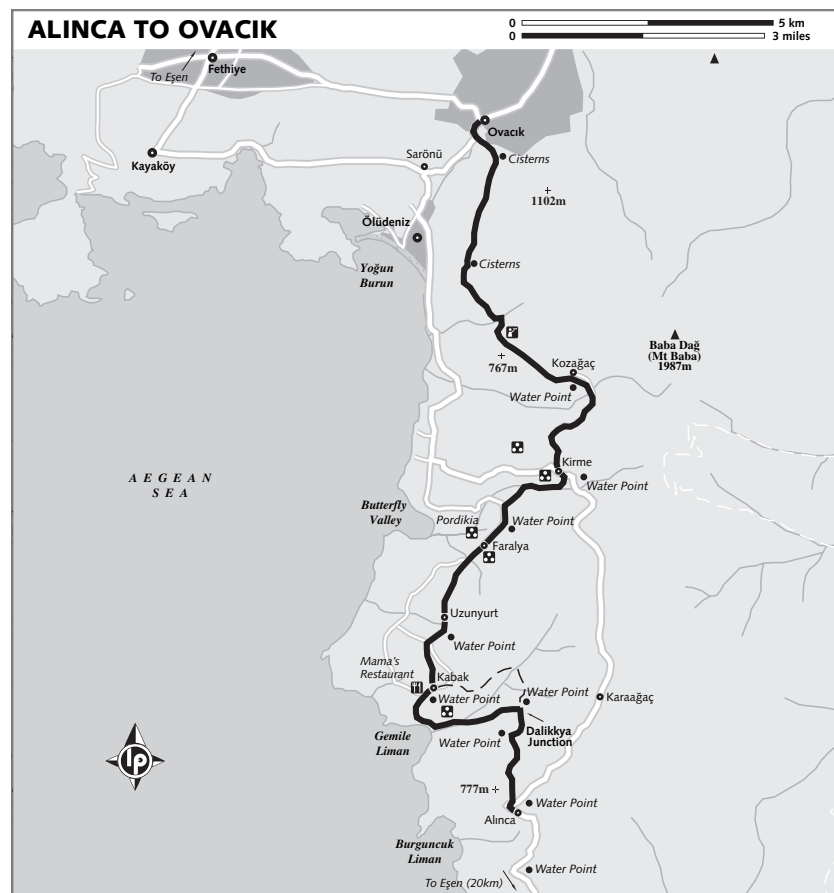 ALINCA TO OVACIK
0 5 km
0 3 miles
To Eşen
Fethiye
Ovacık
Sarönü
Cisterns
Kayaköy
1102m
Ölüdeniz
Cisterns
Yoğun
Burun
Baba Dağ
(Mt Baba)
1987m
767m
Kozağaç
Water Point
Kirme
AEGEAN
SEA
Water Point
Butterfly
Valley
Pordikia
Water Point
Faralya
Uzunyurt
Water Point
Mama's
Restaurant
Kabak
Water Point
Water Point
Karaağaç
Dalikkya
Junction
Gemile
Liman
Water Point
lp
777m
Water Point
Alınca
Burguncuk
Liman
Water Point
To Eşen (20km)